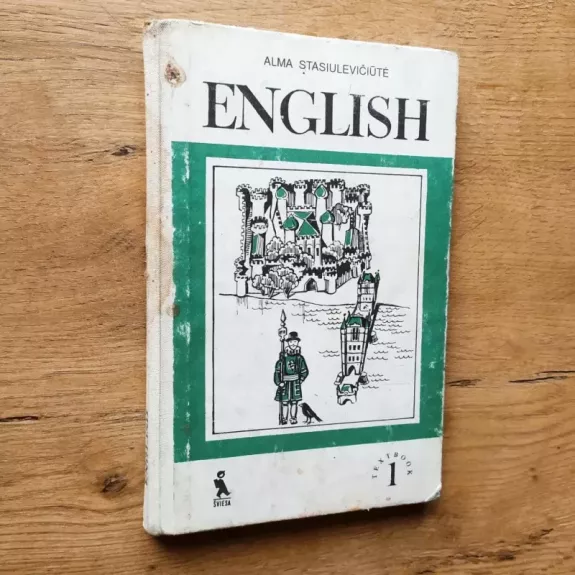 ALMA STASIULEVIČIŪTĖ
ENGLISH
TEXTBOOK
1
ŠVIESA